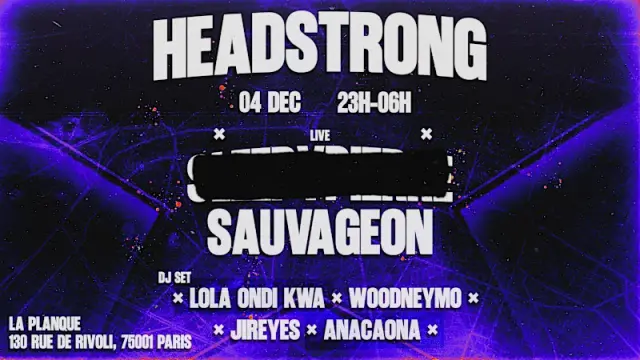 HEADSTRONG
04 DEC 23H-06H
× LIVE ×
SAUVAGEON
DJ SET
× LOLA ONDI KWA × WOODNEYMO ×
× JIREYES × ANACAONA ×
LA PLANQUE
130 RUE DE RIVOLI, 75001 PARIS